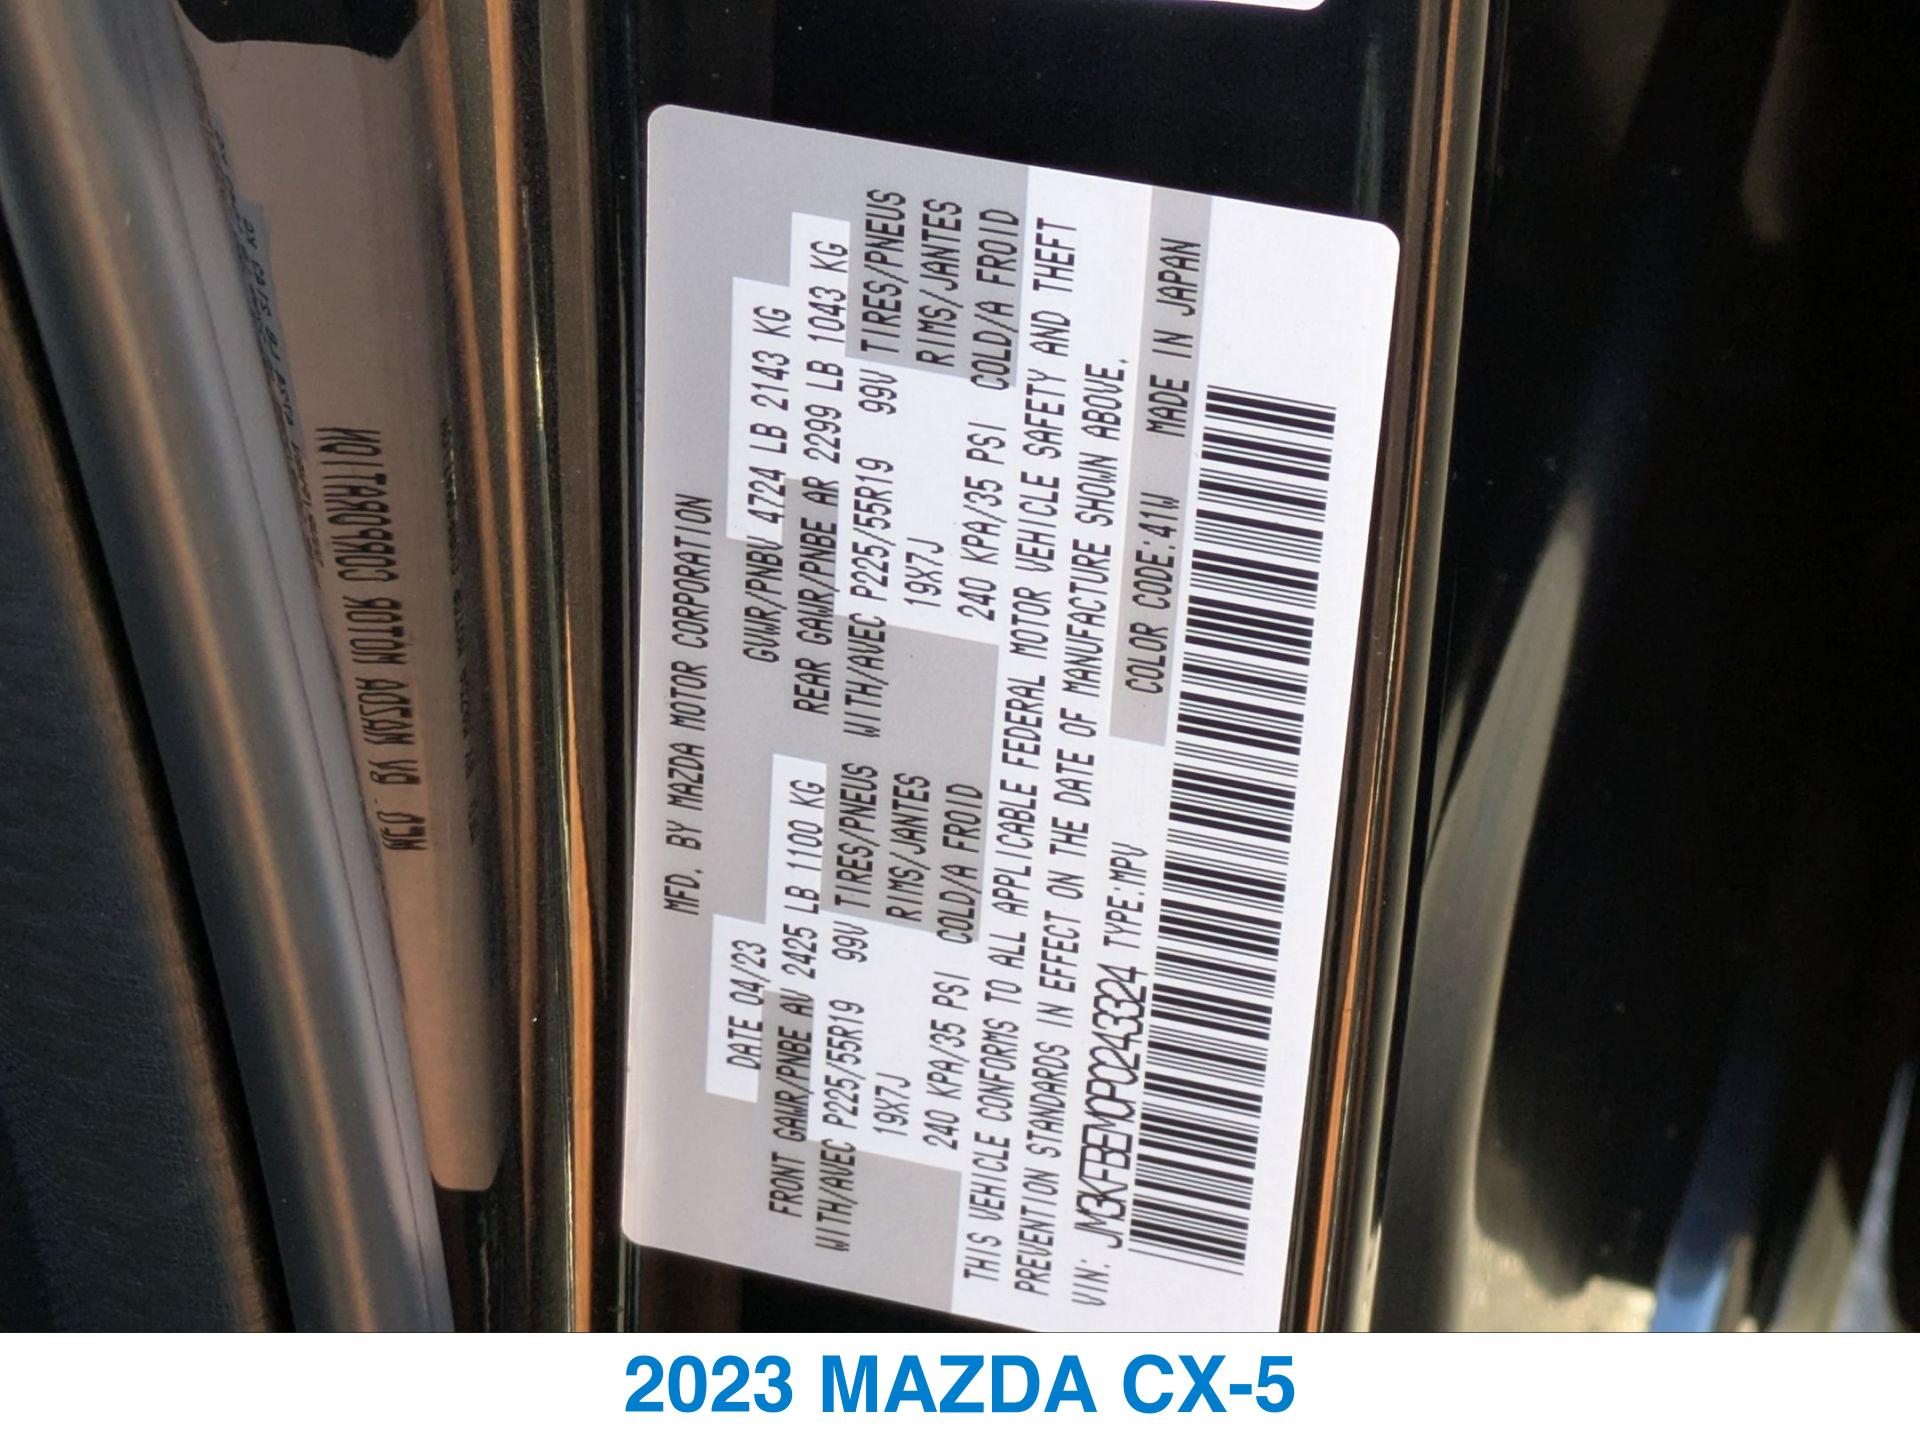 MFD. BY MAZDA MOTOR CORPORATION
DATE 04/23 GVWR/PNBV 4724 LB 2143 KG
FRONT GAWR/PNBE AV 2425 LB 1100 KG REAR GAWR/PNBE AR 2299 LB 1043 KG
WITH/AVEC P225/55R19 99V TIRES/PNEUS WITH/AVEC P225/55R19 99V TIRES/PNEUS
19X7J RIMS/JANTES 19X7J RIMS/JANTES
240 KPA/35 PSI COLD/A FROID 240 KPA/35 PSI COLD/A FROID
THIS VEHICLE CONFORMS TO ALL APPLICABLE FEDERAL MOTOR VEHICLE SAFETY AND THEFT
PREVENTION STANDARDS IN EFFECT ON THE DATE OF MANUFACTURE SHOWN ABOVE.
VIN: JM3KFBEM0P0243324 TYPE:MPV COLOR CODE:41W MADE IN JAPAN
2023 MAZDA CX-5